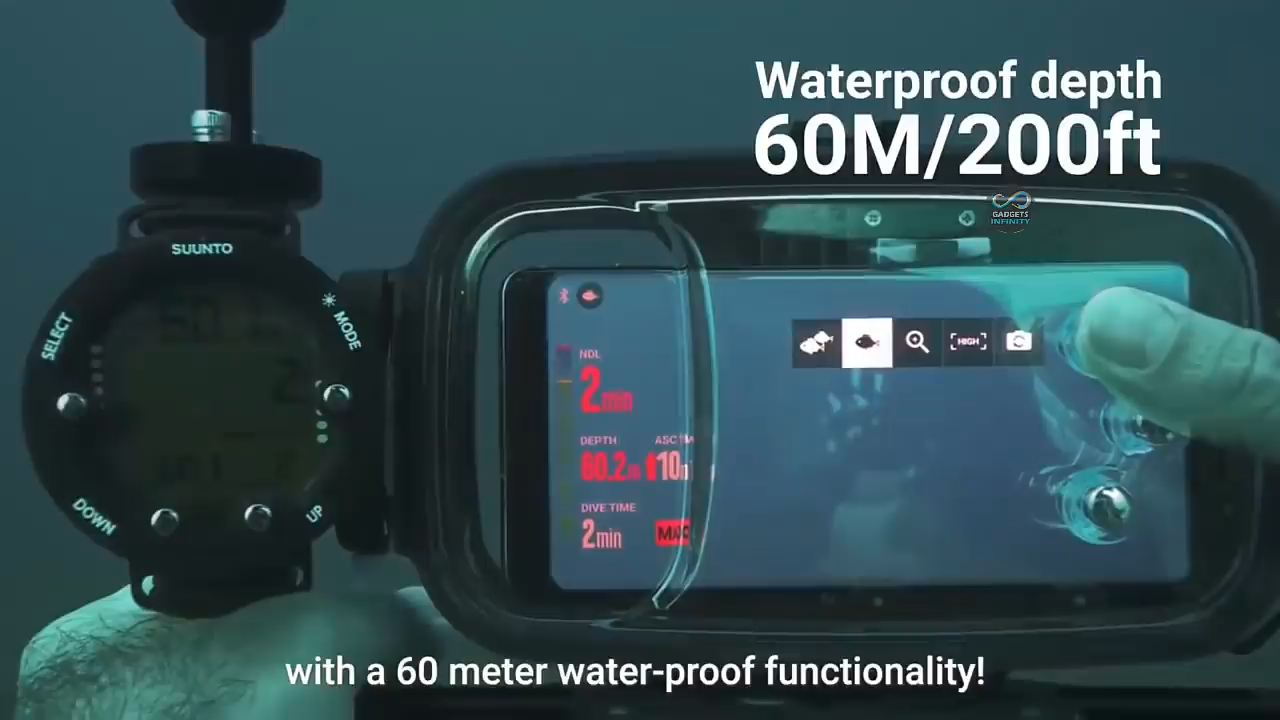 Waterproof depth
60M/200ft
GADGETS
INFINITY
SUUNTO
SELECT
MODE
DOWN
UP
NDL
2min
DEPTH
60.2m
10
DIVE TIME
2min
HIGH
with a 60 meter water-proof functionality!